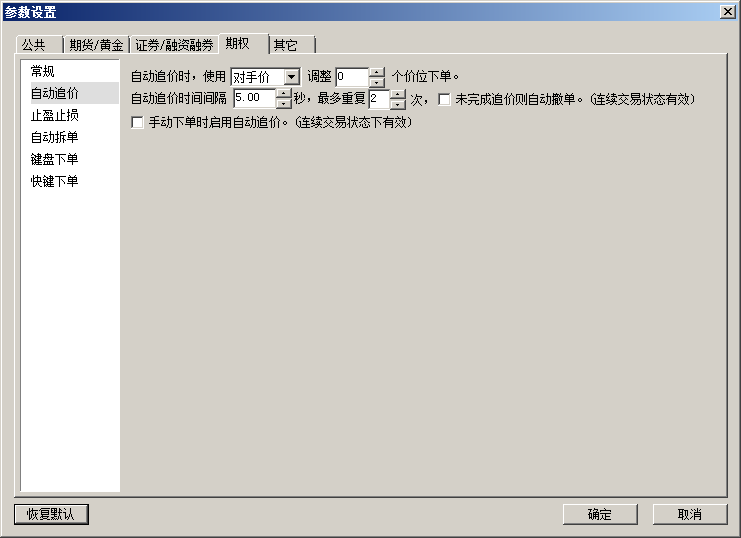 参数设置
公共 期货/黄金 证券/融资融券 期权 其它
常规
自动追价
止盈止损
自动拆单
键盘下单
快键下单
自动追价时，使用 对手价 调整 0 个价位下单。
自动追价时间间隔 5.00 秒，最多重复 2 次， 未完成追价则自动撤单。(连续交易状态有效)
手动下单时启用自动追价。(连续交易状态下有效)
恢复默认 确定 取消